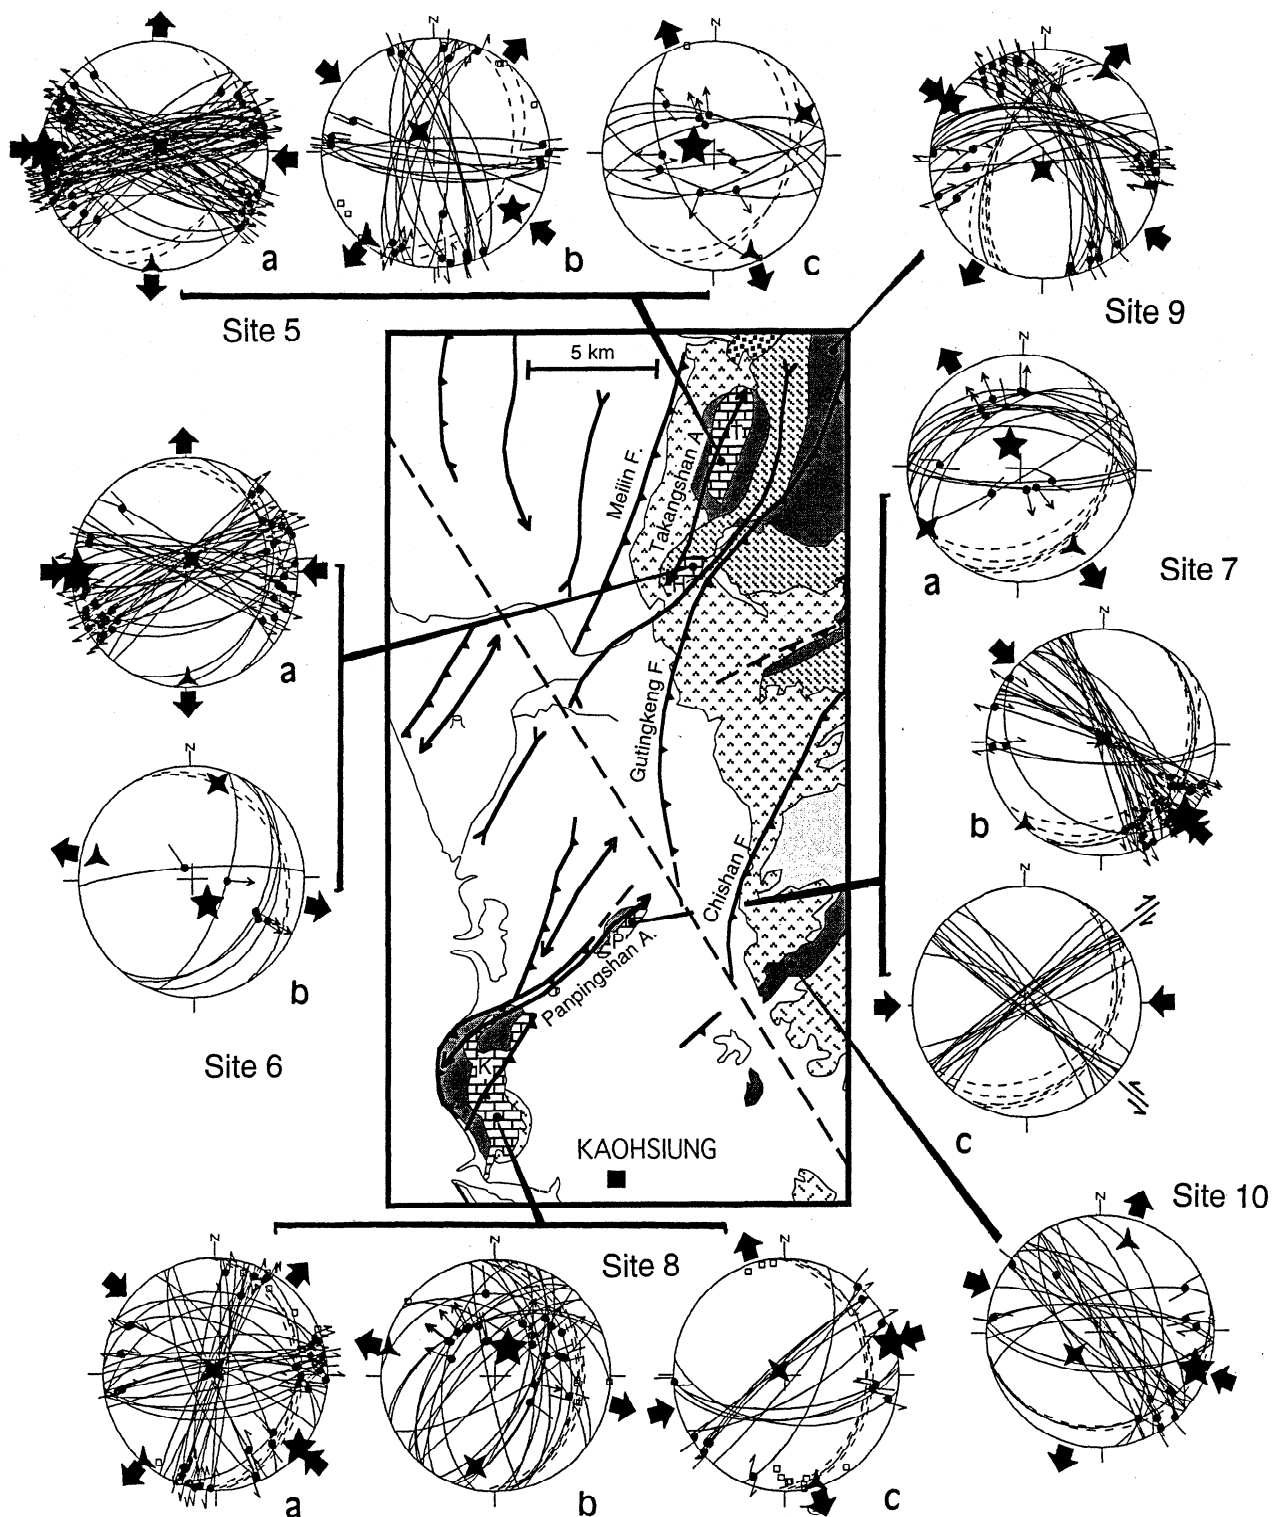 N
N
N
a
b
c
Site 5
Site 9
5 km
Meilin F.
Takangshan A.
T
N
a
Site 7
a
Gutingkeng F.
N
b
N
b
Site 6
Chishan F.
N
c
P
Panpingshan A.
K
KAOHSIUNG
Site 10
N
Site 8
N
N
N
a
b
c